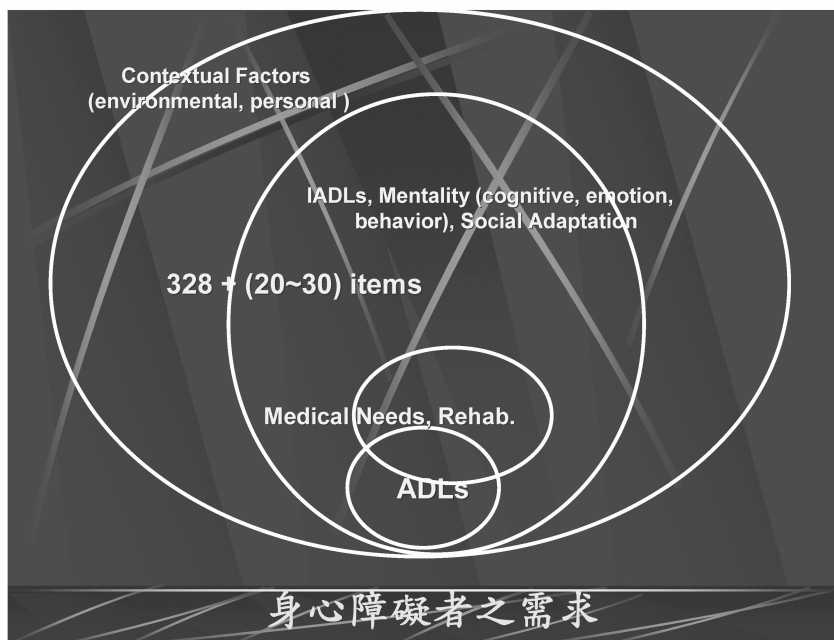 Contextual Factors
(environmental, personal )
IADLs, Mentality (cognitive, emotion,
behavior), Social Adaptation
328 + (20~30) items
Medical Needs, Rehab.
ADLs
身心障礙者之需求